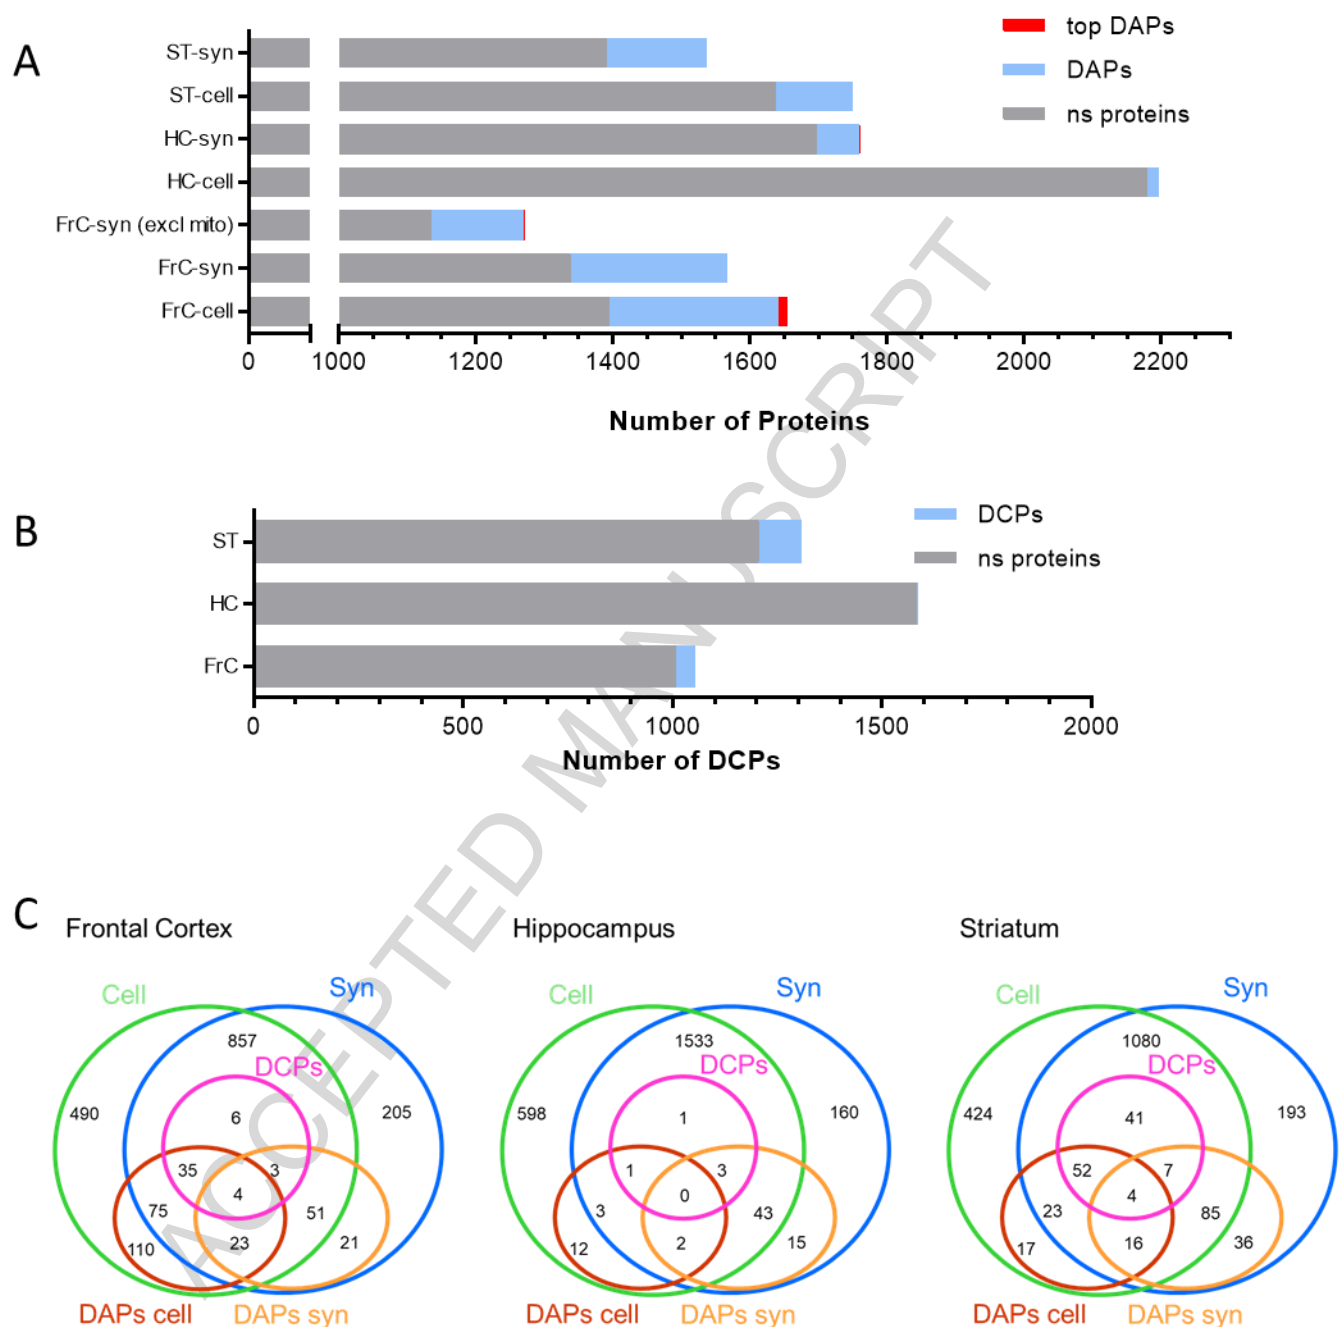 A
top DAPs
DAPs
ns proteins
ST-syn
ST-cell
HC-syn
HC-cell
FrC-syn (excl mito)
FrC-syn
FrC-cell
0 1000 1200 1400 1600 1800 2000 2200
Number of Proteins
B
DCPs
ns proteins
ST
HC
FrC
0 500 1000 1500 2000
Number of DCPs
ACCEPTED MANUSCRIPT
C
Frontal Cortex
Cell
Syn
857
DCPs
490
6
205
35
3
4
75
51
110
23
21
DAPs cell
DAPs syn
Hippocampus
Cell
Syn
1533
DCPs
598
1
160
1
3
0
3
43
12
2
15
DAPs cell
DAPs syn
Striatum
Cell
Syn
1080
DCPs
424
41
193
52
7
4
23
85
17
16
36
DAPs cell
DAPs syn